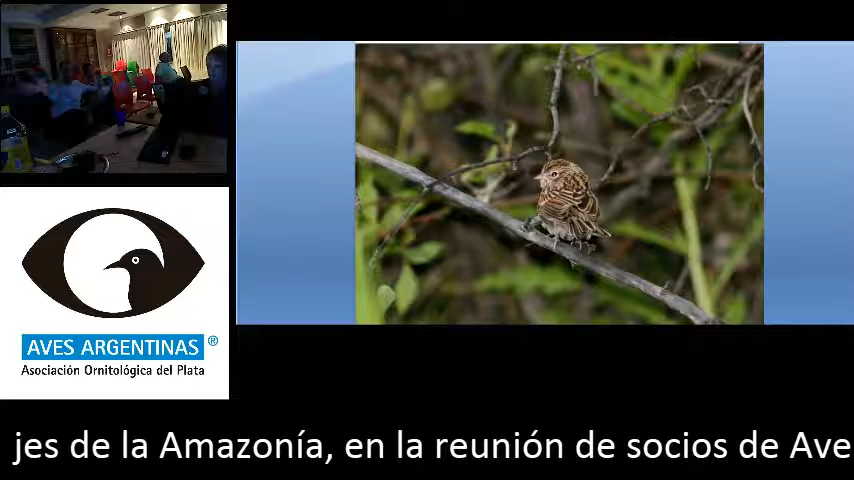 AVES ARGENTINAS ®
Asociación Ornitológica del Plata
jes de la Amazonía, en la reunión de socios de Ave